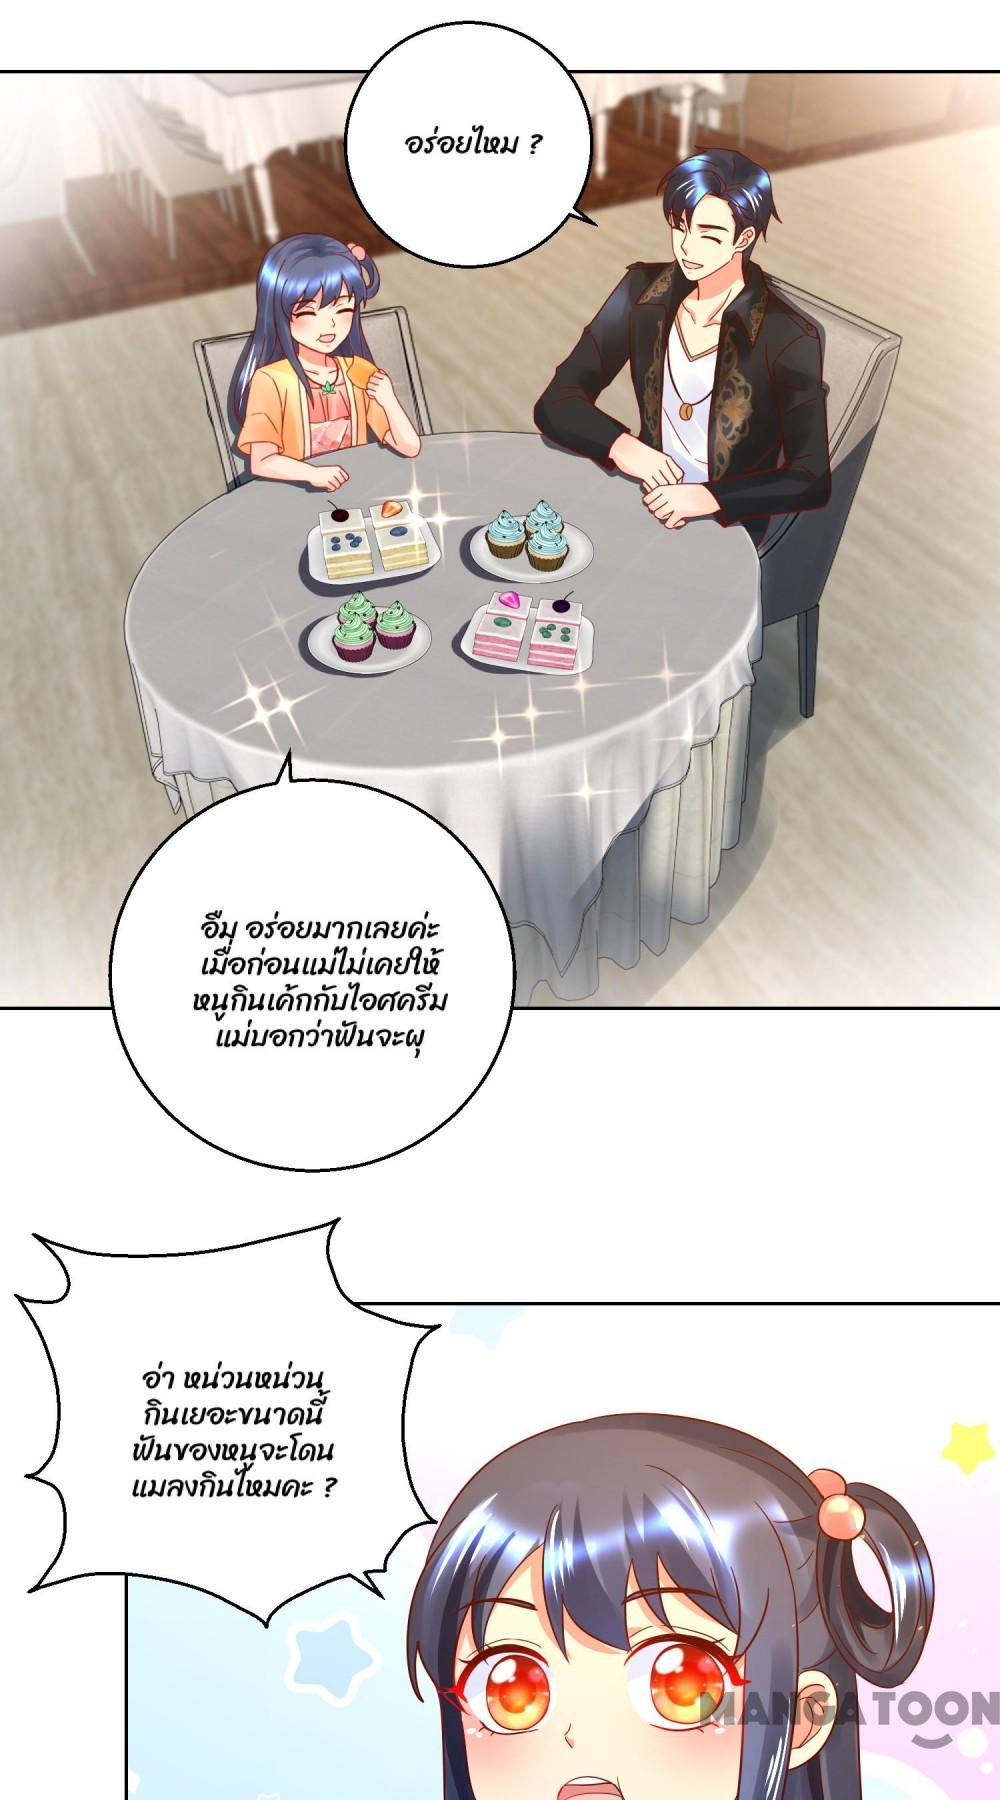 อร่อยไหม ?
อืม อร่อยมากเลยค่ะ
เมื่อก่อนแม่ไม่เคยให้
หนูกินเค้กกับไอศครีม
แม่บอกว่าฟันจะผุ
อ่า หน่วนหน่วน
กินเยอะขนาดนี้
ฟันของหนูจะโดน
แมลงกินไหมคะ ?
MANGA TOON